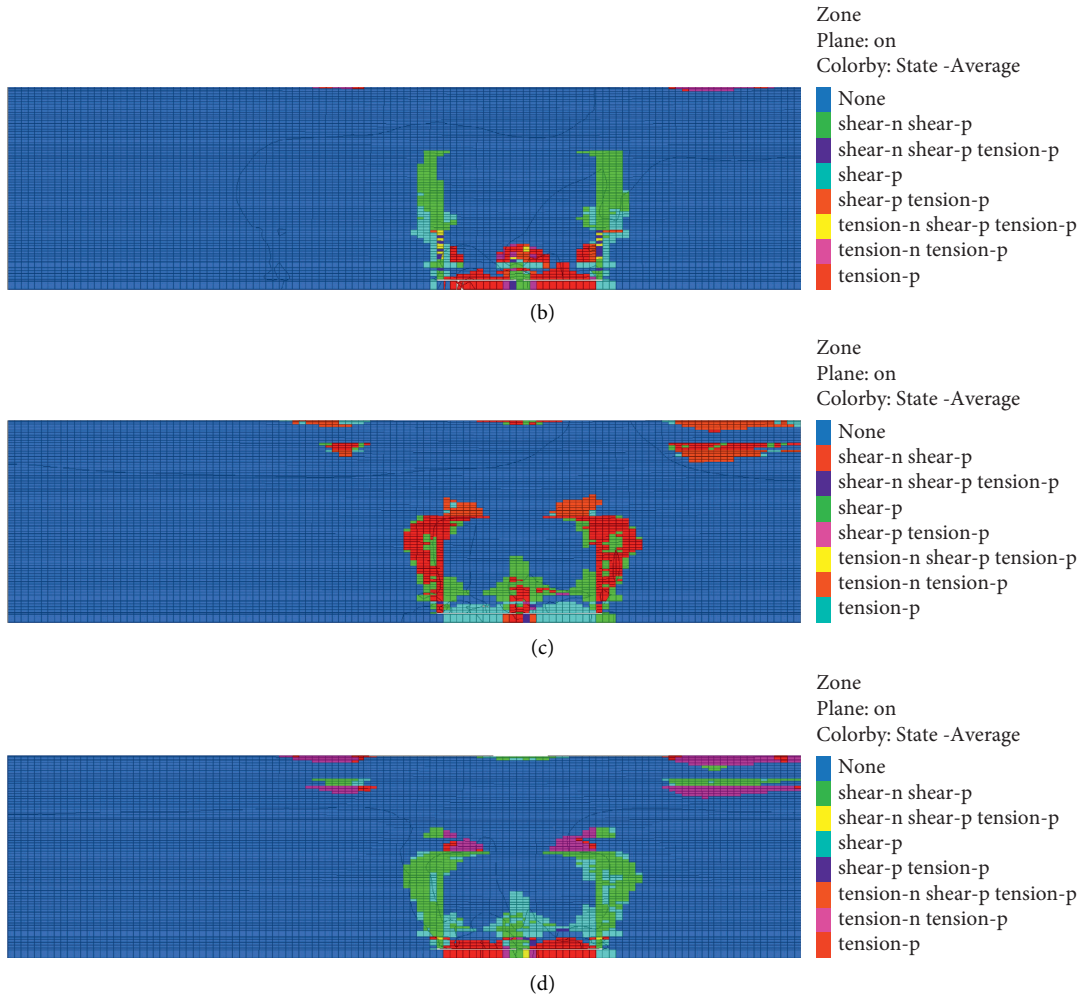 Zone
Plane: on
Colorby: State -Average
None
shear-n shear-p
shear-n shear-p tension-p
shear-p
shear-p tension-p
tension-n shear-p tension-p
tension-n tension-p
tension-p
(b)
Zone
Plane: on
Colorby: State -Average
None
shear-n shear-p
shear-n shear-p tension-p
shear-p
shear-p tension-p
tension-n shear-p tension-p
tension-n tension-p
tension-p
(c)
Zone
Plane: on
Colorby: State -Average
None
shear-n shear-p
shear-n shear-p tension-p
shear-p
shear-p tension-p
tension-n shear-p tension-p
tension-n tension-p
tension-p
(d)